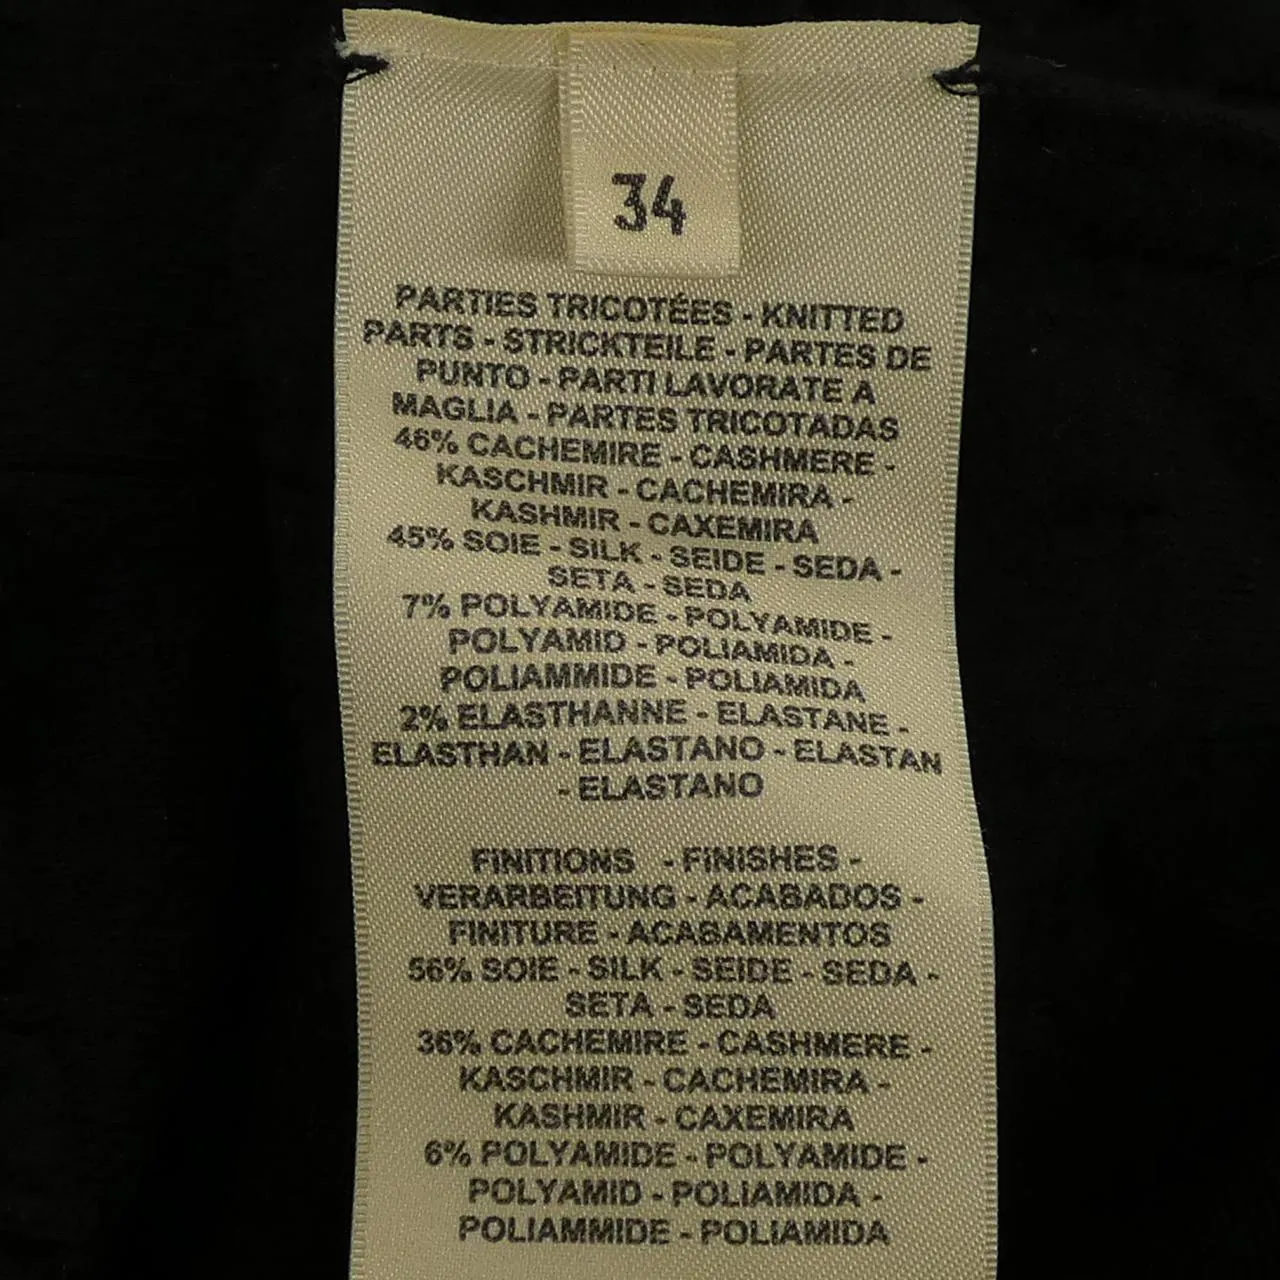 34
PARTIES TRICOTÉES - KNITTED
PARTS - STRICKTEILE - PARTES DE
PUNTO - PARTI LAVORATE A
MAGLIA - PARTES TRICOTADAS
46% CACHEMIRE - CASHMERE -
KASCHMIR - CACHEMIRA -
KASHMIR - CAXEMIRA
45% SOIE - SILK - SEIDE - SEDA -
SETA - SEDA
7% POLYAMIDE - POLYAMIDE -
POLYAMID - POLIAMIDA -
POLIAMMIDE - POLIAMIDA
2% ELASTHANNE - ELASTANE -
ELASTHAN - ELASTANO - ELASTAN
- ELASTANO
FINITIONS - FINISHES -
VERARBEITUNG - ACABADOS -
FINITURE - ACABAMENTOS
56% SOIE - SILK - SEIDE - SEDA -
SETA - SEDA
36% CACHEMIRE - CASHMERE -
KASCHMIR - CACHEMIRA -
KASHMIR - CAXEMIRA
6% POLYAMIDE - POLYAMIDE -
POLYAMID - POLIAMIDA -
POLIAMMIDE - POLIAMIDA